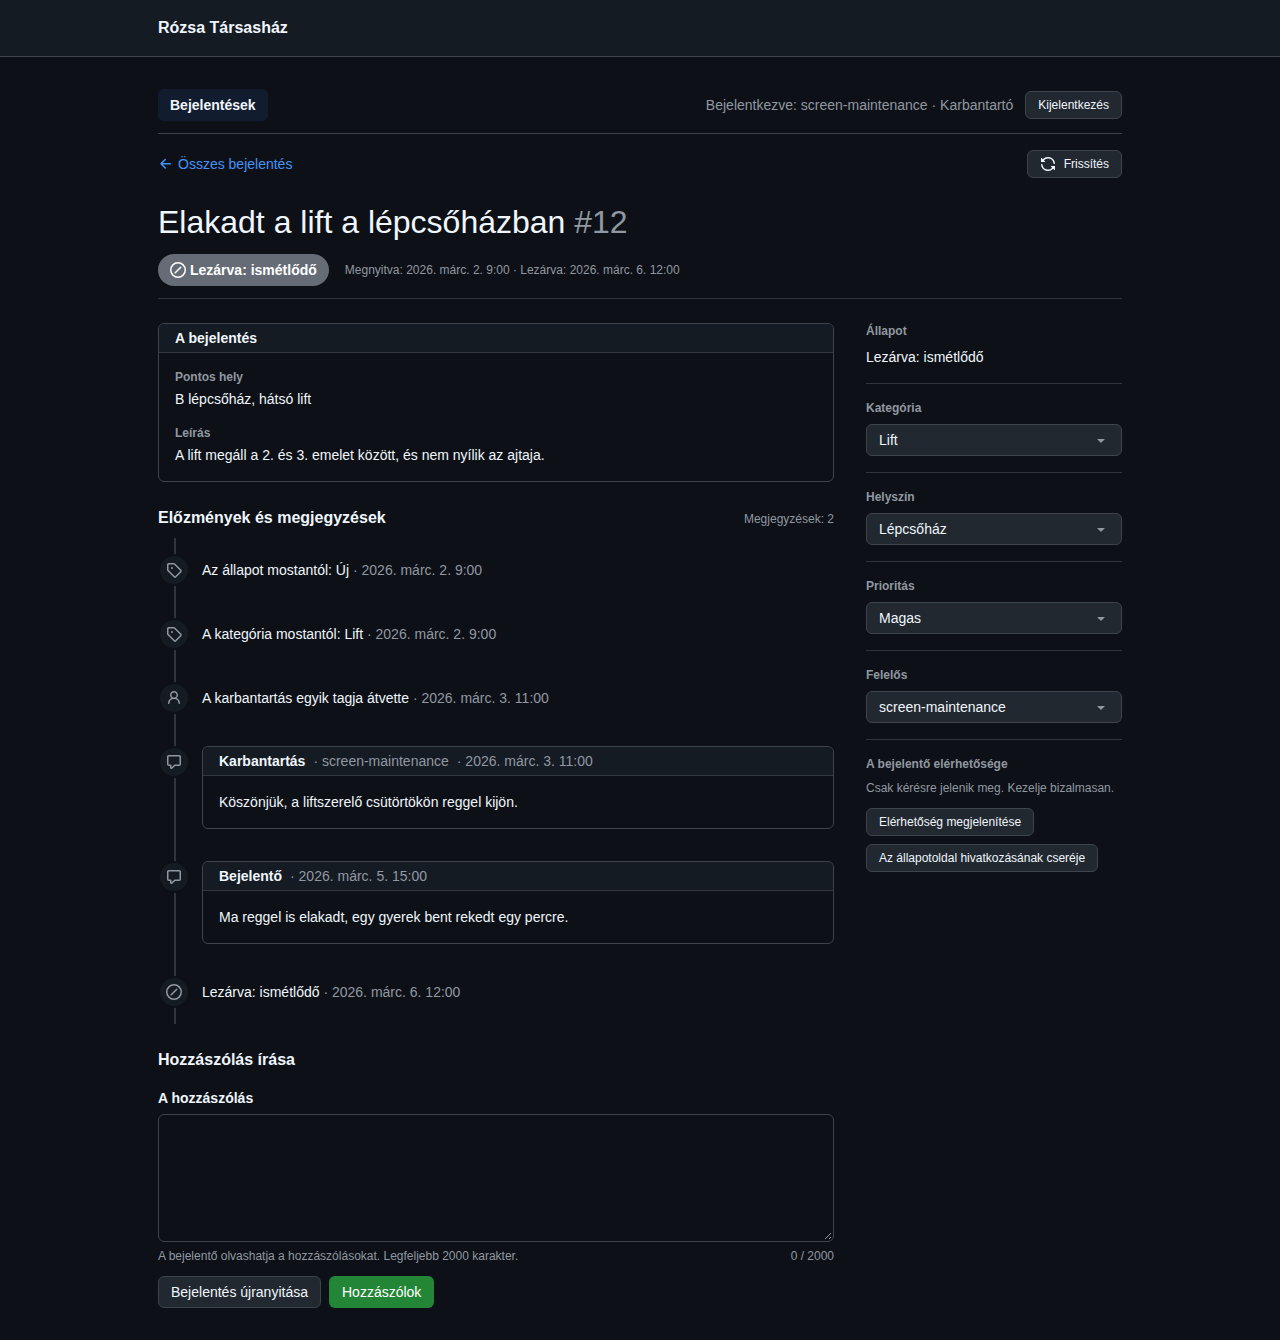 Rózsa Társasház
Bejelentések
Bejelentkezve: screen-maintenance · Karbantartó
Kijelentkezés
← Összes bejelentés
Frissítés
Elakadt a lift a lépcsőházban #12
Lezárva: ismétlődő
Megnyitva: 2026. márc. 2. 9:00 · Lezárva: 2026. márc. 6. 12:00
A bejelentés
Pontos hely
B lépcsőház, hátsó lift
Leírás
A lift megáll a 2. és 3. emelet között, és nem nyílik az ajtaja.
Előzmények és megjegyzések
Megjegyzések: 2
Az állapot mostantól: Új · 2026. márc. 2. 9:00
A kategória mostantól: Lift · 2026. márc. 2. 9:00
A karbantartás egyik tagja átvette · 2026. márc. 3. 11:00
Karbantartás · screen-maintenance · 2026. márc. 3. 11:00
Köszönjük, a liftszerelő csütörtökön reggel kijön.
Bejelentő · 2026. márc. 5. 15:00
Ma reggel is elakadt, egy gyerek bent rekedt egy percre.
Lezárva: ismétlődő · 2026. márc. 6. 12:00
Hozzászólás írása
A hozzászólás
A bejelentő olvashatja a hozzászólásokat. Legfeljebb 2000 karakter.
0 / 2000
Bejelentés újranyitása
Hozzászólok
Állapot
Lezárva: ismétlődő
Kategória
Lift
Helyszín
Lépcsőház
Prioritás
Magas
Felelős
screen-maintenance
A bejelentő elérhetősége
Csak kérésre jelenik meg. Kezelje bizalmasan.
Elérhetőség megjelenítése
Az állapotoldal hivatkozásának cseréje